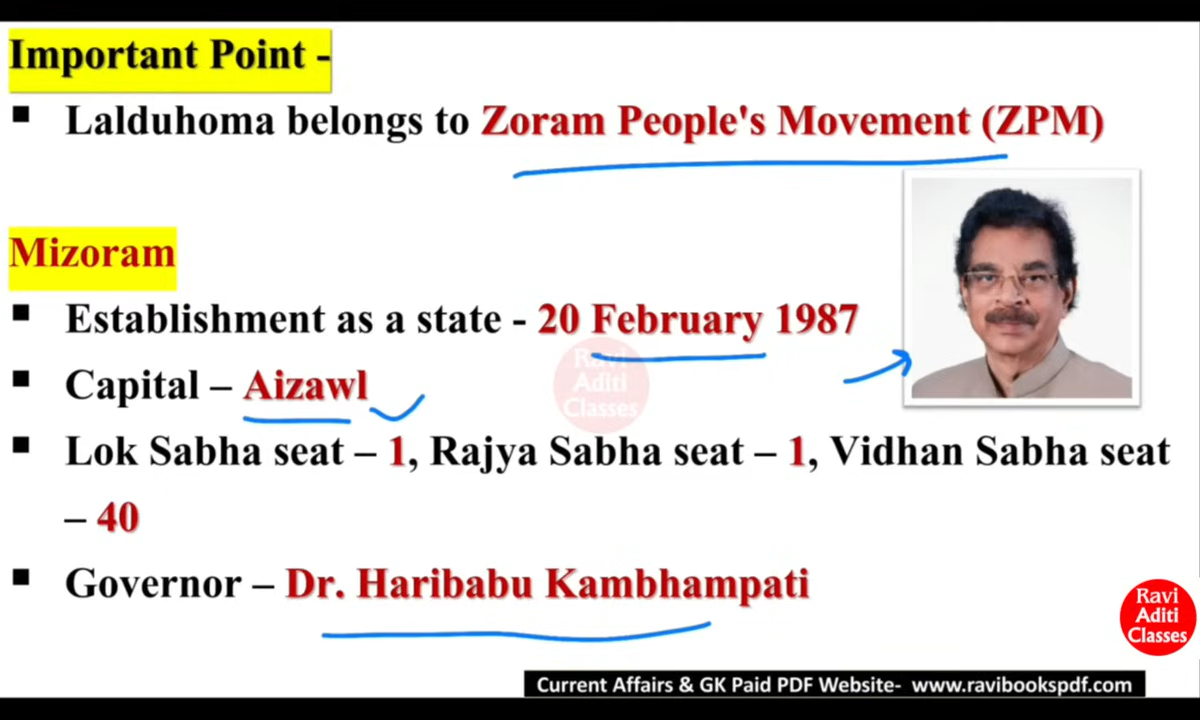 Important Point -
▪ Lalduhoma belongs to Zoram People's Movement (ZPM)
Mizoram
▪ Establishment as a state - 20 February 1987
▪ Capital – Aizawl
▪ Lok Sabha seat – 1, Rajya Sabha seat – 1, Vidhan Sabha seat
– 40
▪ Governor – Dr. Haribabu Kambhampati
Ravi
Aditi
Classes
Ravi
Aditi
Classes
Current Affairs & GK Paid PDF Website- www.ravibookspdf.com